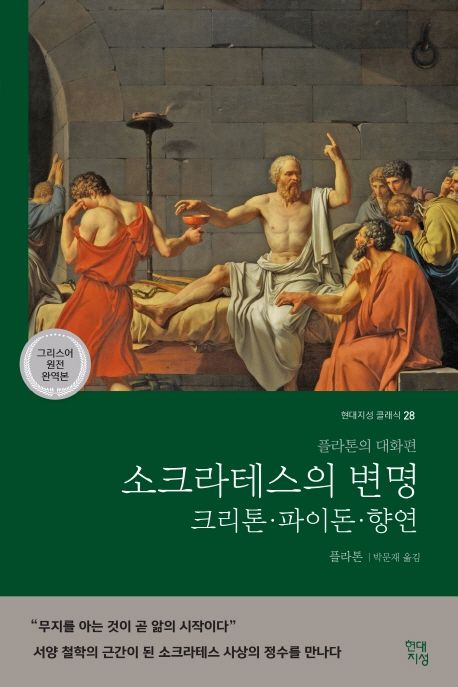 그리스어
원전
완역본
현대지성 클래식 28
플라톤의 대화편
소크라테스의 변명
크리톤·파이돈·향연
플라톤 | 박문재 옮김
“무지를 아는 것이 곧 앎의 시작이다”
서양 철학의 근간이 된 소크라테스 사상의 정수를 만나다
현대
지성